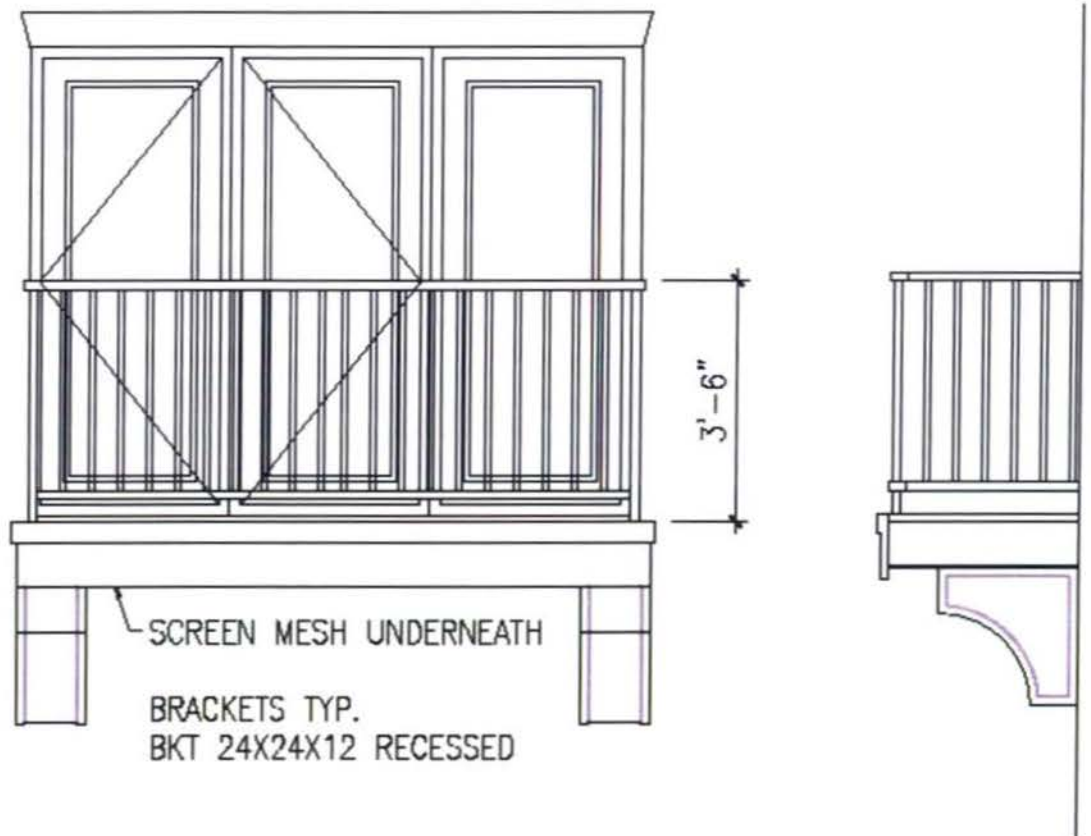 3'-6"
SCREEN MESH UNDERNEATH
BRACKETS TYP.
BKT 24X24X12 RECESSED